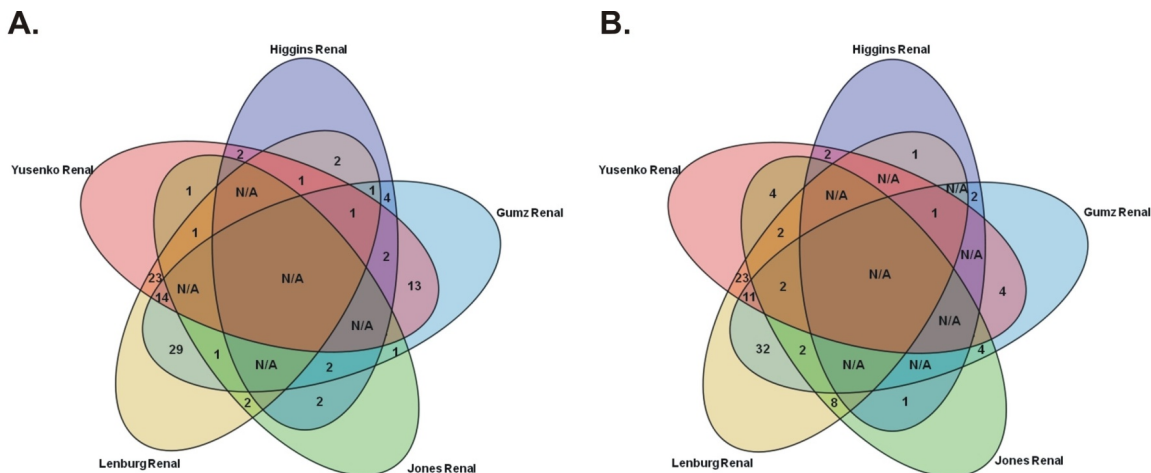 A.
B.
Higgins Renal
Higgins Renal
Yusenko Renal
2
2
1
N/A
1
1
4
Gumz Renal
1
1
2
23
14
N/A
N/A
13
N/A
29
1
N/A
2
1
2
2
Lenburg Renal
Jones Renal
Yusenko Renal
2
1
4
N/A
N/A
N/A
2
Gumz Renal
2
1
N/A
23
11
2
N/A
4
N/A
32
2
N/A
N/A
4
8
1
Lenburg Renal
Jones Renal